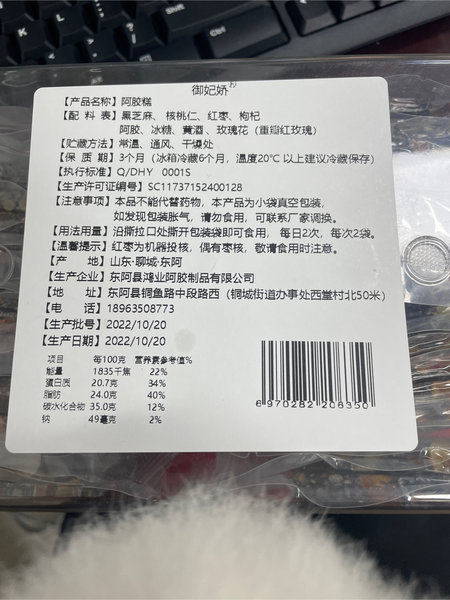 御妃娇®
【产品名称】阿胶糕
【配 料 表】黑芝麻、核桃仁、红枣、枸杞
阿胶、冰糖、黄酒、玫瑰花（重瓣红玫瑰）
【贮藏方法】常温、通风、干燥处
【保 质 期】3个月（冰箱冷藏6个月，温度20℃以上建议冷藏保存）
【执行标准】Q/DHY 0001S
【生产许可证编号】SC11737152400128
【注意事项】本品不能代替药物，本产品为小袋真空包装，
如发现包装胀气，请勿食用，可联系厂家调换。
【用法用量】沿撕拉口处撕开包装袋即可食用，每日2次，每次2袋。
【温馨提示】红枣为机器投核，偶有枣核，敬请食用时注意。
【产 地】山东·聊城·东阿
【生产企业】东阿县鸿业阿胶制品有限公司
【地 址】东阿县铜鱼路中段路西（铜城街道办事处西堂村北50米）
【电 话】18963508773
【生产批号】2022/10/20
【生产日期】2022/10/20
项目 每100克 营养素参考值%
能量 1835千焦 22%
蛋白质 20.7克 34%
脂肪 24.0克 40%
碳水化合物 35.0克 12%
钠 49毫克 2%
6 970282 206350